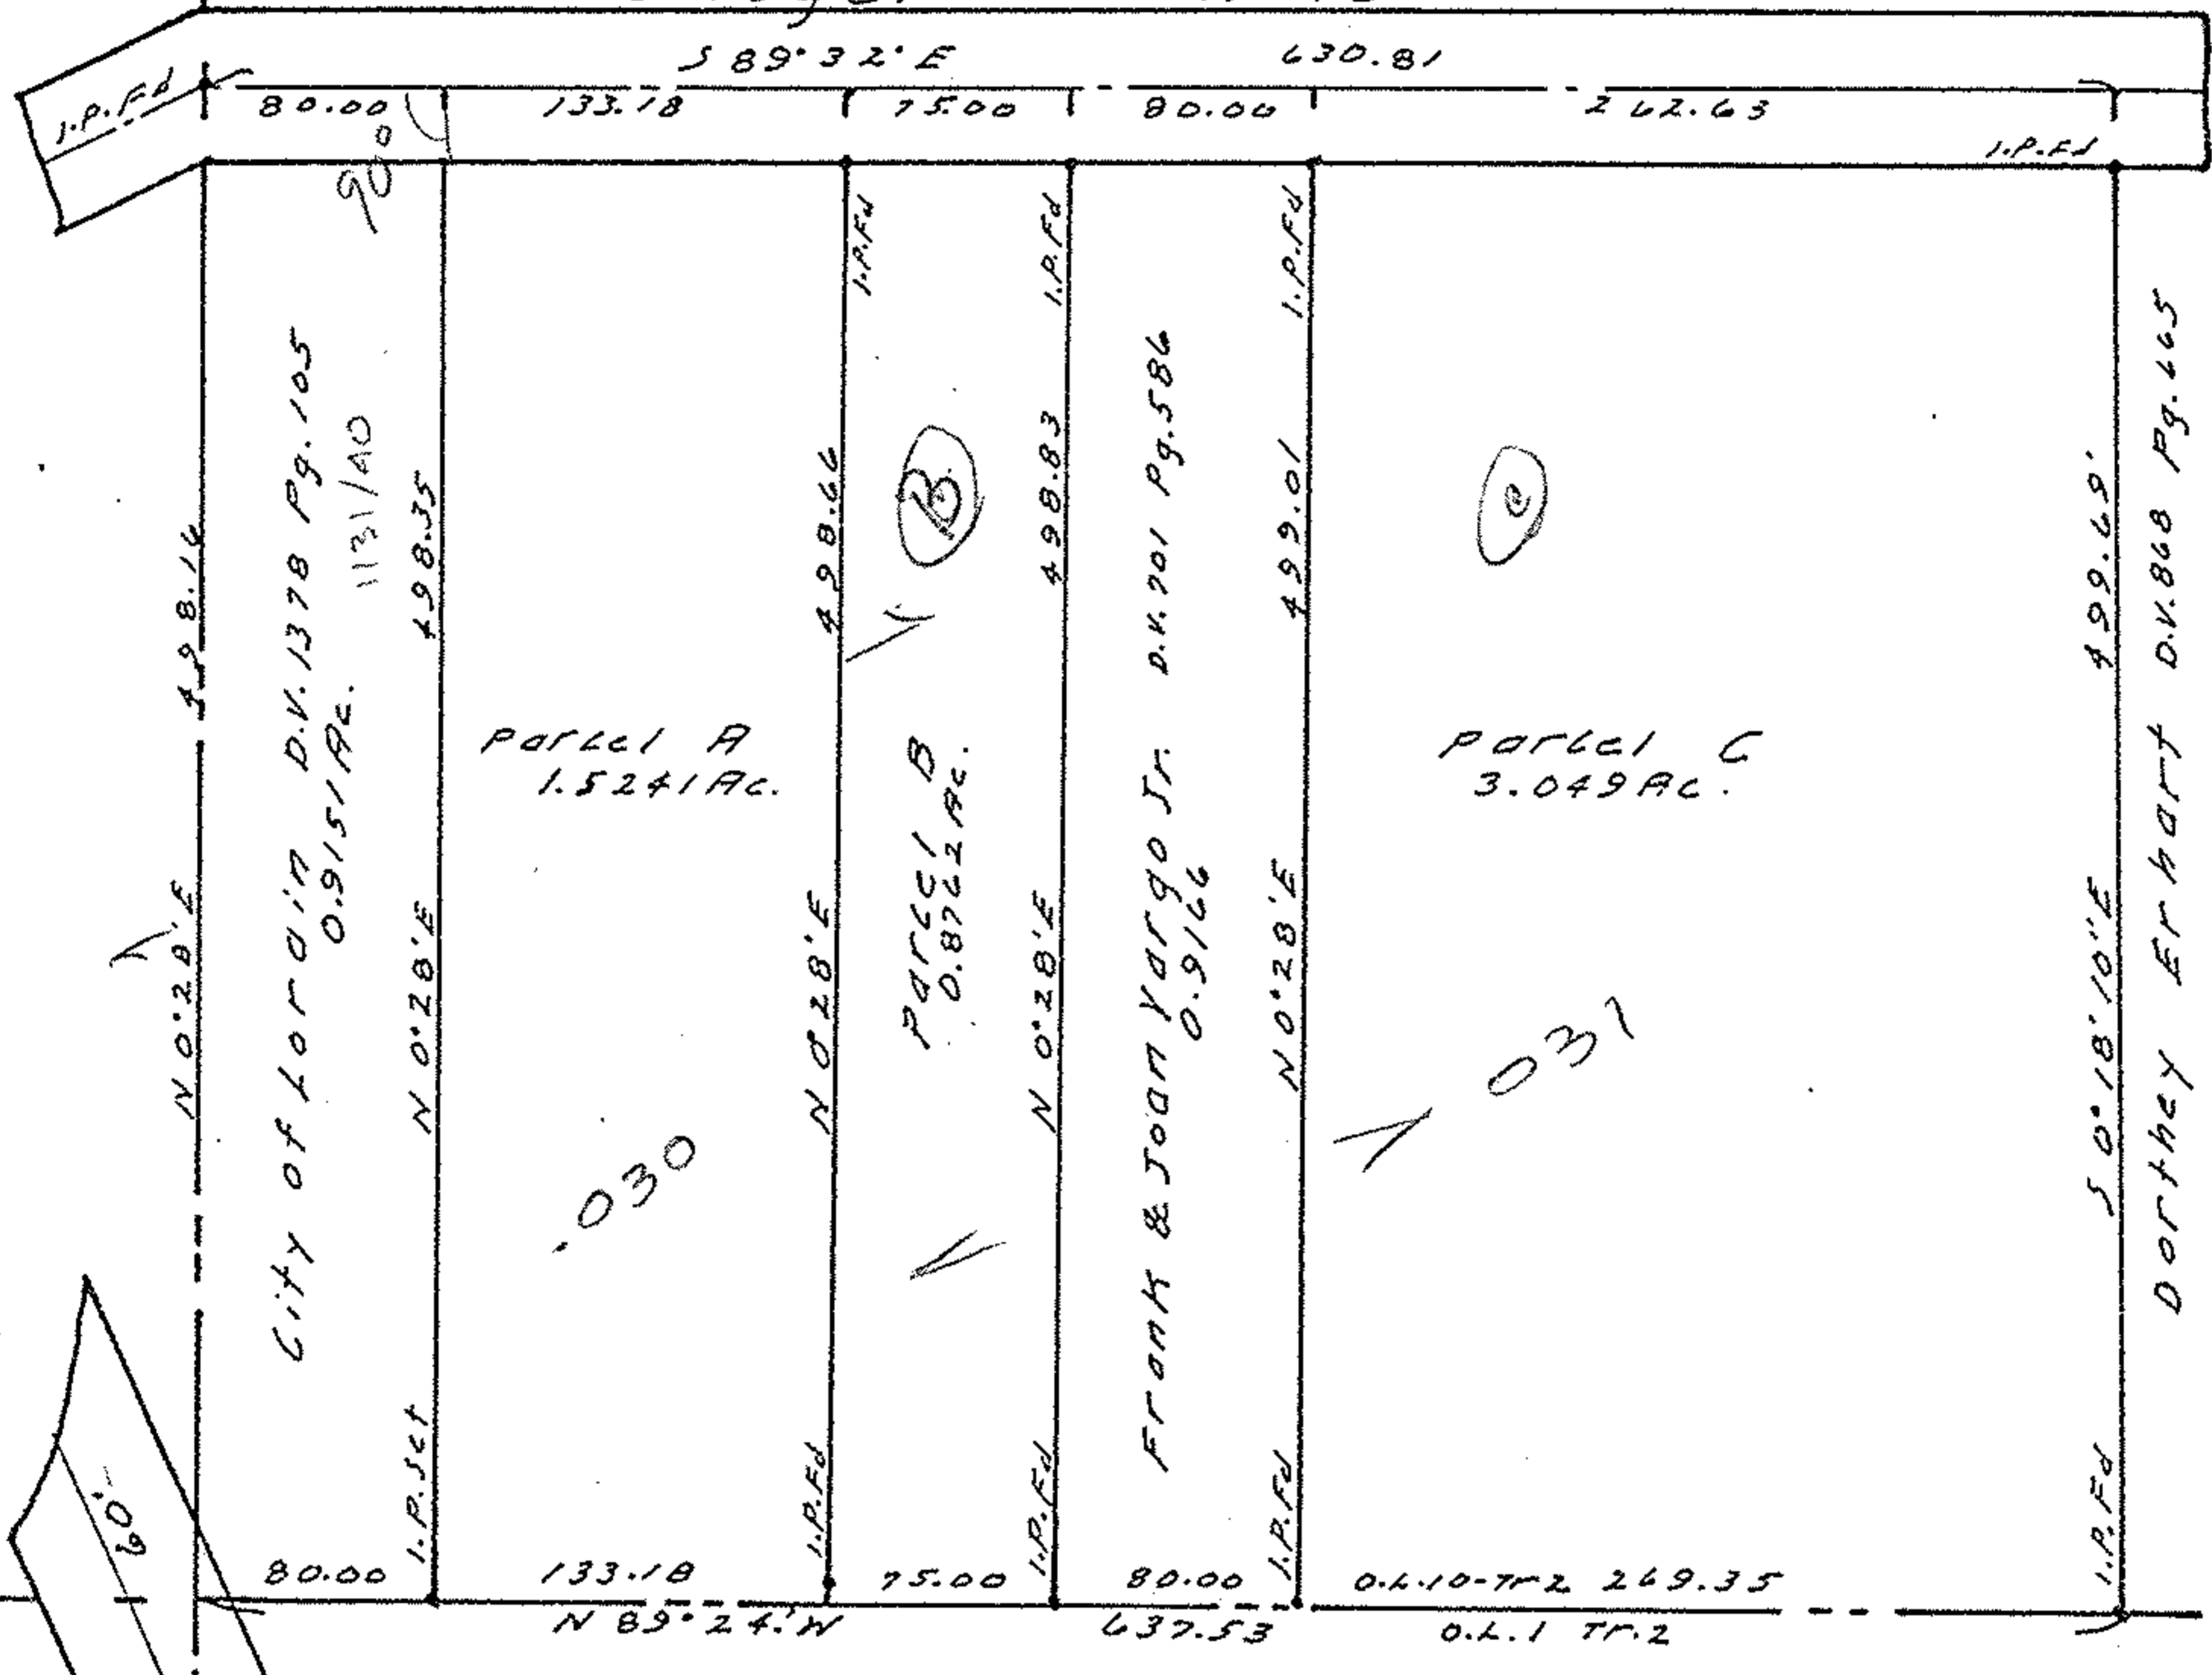 S 89°32' E 630.81
I.P.Fd
80.00 133.18 75.00 80.00 262.63
90°
I.P.Fd
I.P.Fd
I.P.Fd
I.P.Fd
498.16
N 0°28' E
City of Lorain D.V. 1378 Pg. 105
0.9151 Ac.
1131/AO
498.35
N 0°28' E
I.P. Set
Parcel A
1.5241 Ac.
.030
498.66
N 0°28' E
I.P.Fd
B
Parcel B
0.8762 Ac.
498.83
N 0°28' E
I.P.Fd
Frank & Joan Vargo Jr. D.V. 701 Pg. 586
0.9166
499.01
N 0°28' E
I.P.Fd
C
Parcel C
3.049 Ac.
031
499.69'
S 0°18'10" E
I.P.Fd
Dorthey Erhart D.V. 868 Pg. 665
60'
80.00 133.18 75.00 80.00 O.L.10-Tr2 269.35
N 89°24' W 637.53 O.L.1 Tr.2